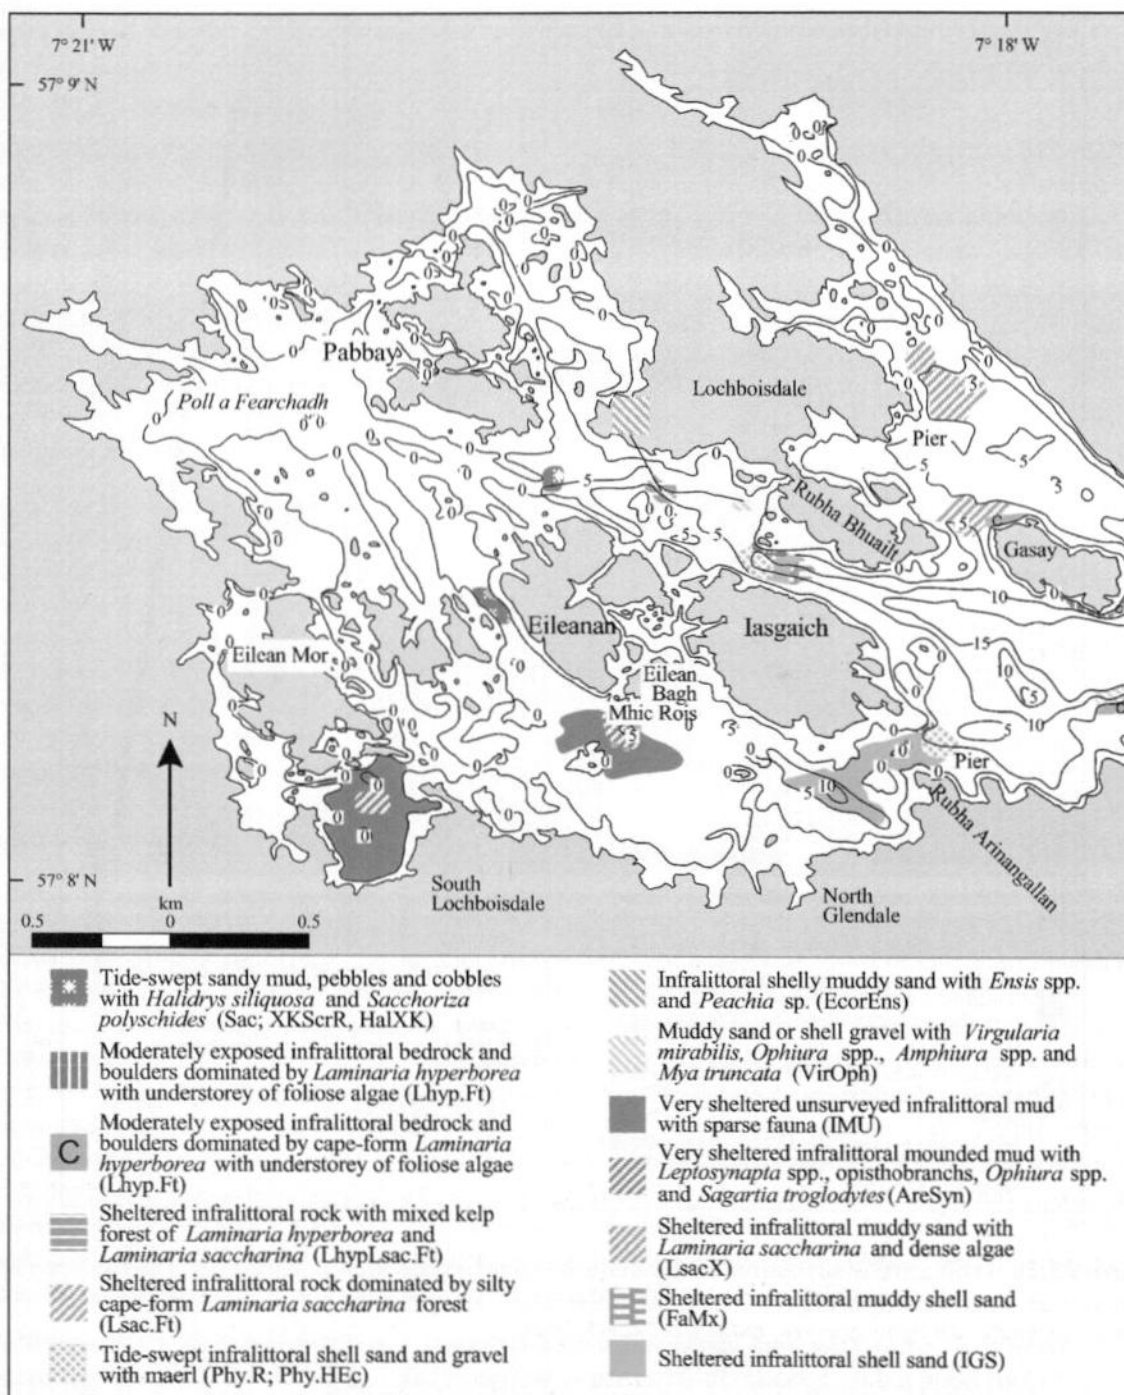 7° 21' W
7° 18' W
57° 9' N
Pabbay
Poll a Fearchadh
Lochboisdale
Pier
Rubha Bhuailt
Gasay
Eileanan
Iasgaich
Eilean Mor
Eilean
Bagh
Mhic Rois
N
Pier
Rubha Arinangallan
57° 8' N
South
Lochboisdale
North
Glendale
km
0.5
0
0.5
Tide-swept sandy mud, pebbles and cobbles
with Halidrys siliquosa and Sacchoriza
polyschides (Sac; XKScrR, HalXK)
Moderately exposed infralittoral bedrock and
boulders dominated by Laminaria hyperborea
with understorey of foliose algae (Lhyp.Ft)
Moderately exposed infralittoral bedrock and
boulders dominated by cape-form Laminaria
C
hyperborea with understorey of foliose algae
(Lhyp.Ft)
Sheltered infralittoral rock with mixed kelp
forest of Laminaria hyperborea and
Laminaria saccharina (LhypLsac.Ft)
Sheltered infralittoral rock dominated by silty
cape-form Laminaria saccharina forest
(Lsac.Ft)
Tide-swept infralittoral shell sand and gravel
with maerl (Phy.R; Phy.HEc)
Infralittoral shelly muddy sand with Ensis spp.
and Peachia sp. (EcorEns)
Muddy sand or shell gravel with Virgularia
mirabilis, Ophiura spp., Amphiura spp. and
Mya truncata (VirOph)
Very sheltered unsurveyed infralittoral mud
with sparse fauna (IMU)
Very sheltered infralittoral mounded mud with
Leptosynapta spp., opisthobranchs, Ophiura spp.
and Sagartia troglodytes (AreSyn)
Sheltered infralittoral muddy sand with
Laminaria saccharina and dense algae
(LsacX)
Sheltered infralittoral muddy shell sand
(FaMx)
Sheltered infralittoral shell sand (IGS)